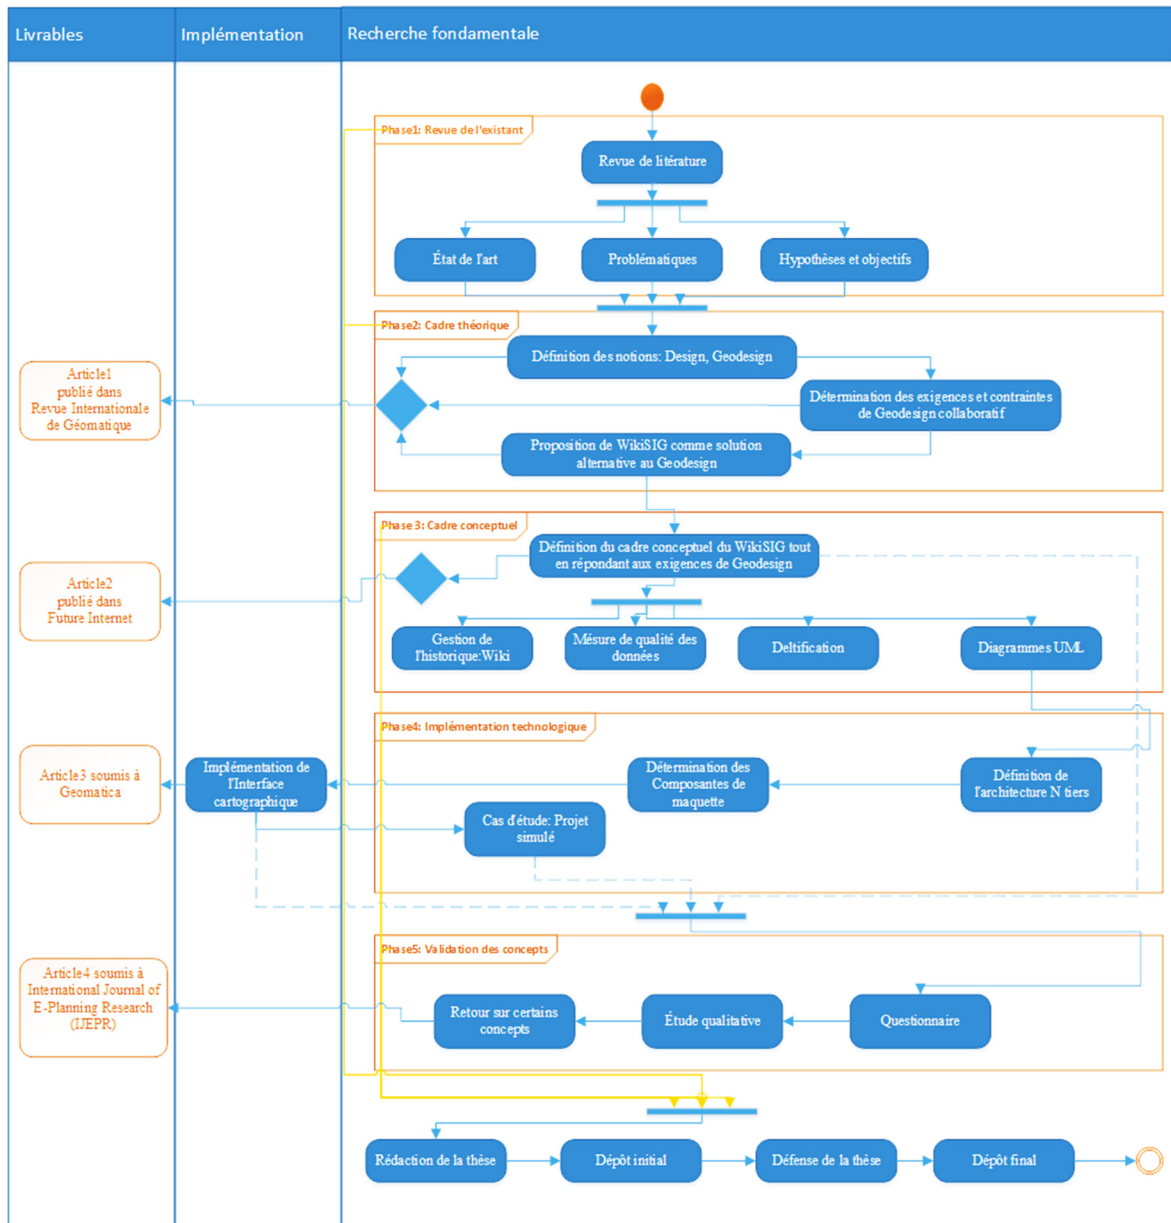 Livrables
Implémentation
Recherche fondamentale
Phase1: Revue de l'existant
Revue de litérature
État de l'art
Problématiques
Hypothèses et objectifs
Phase2: Cadre théorique
Définition des notions: Design, Geodesign
Article1
publié dans
Revue Internationale
de Géomatique
Détermination des exigences et contraintes
de Geodesign collaboratif
Proposition de WikiSIG comme solution
alternative au Geodesign
Phase 3: Cadre conceptuel
Définition du cadre conceptuel du WikiSIG tout
en répondant aux exigences de Geodesign
Article2
publié dans
Future Internet
Gestion de
l'historique:Wiki
Mésure de qualité des
données
Deltification
Diagrammes UML
Phase4: Implémentation technologique
Article3 soumis à
Geomatica
Implémentation de
l'Interface
cartographique
Détermination des
Composantes de
maquette
Définition de
l'architecture N tiers
Cas d'étude: Projet
simulé
Phase5: Validation des concepts
Article4 soumis à
International Journal of
E-Planning Research
(IJEPR)
Retour sur certains
concepts
Étude qualitative
Questionnaire
Rédaction de la thèse
Dépôt initial
Défense de la thèse
Dépôt final